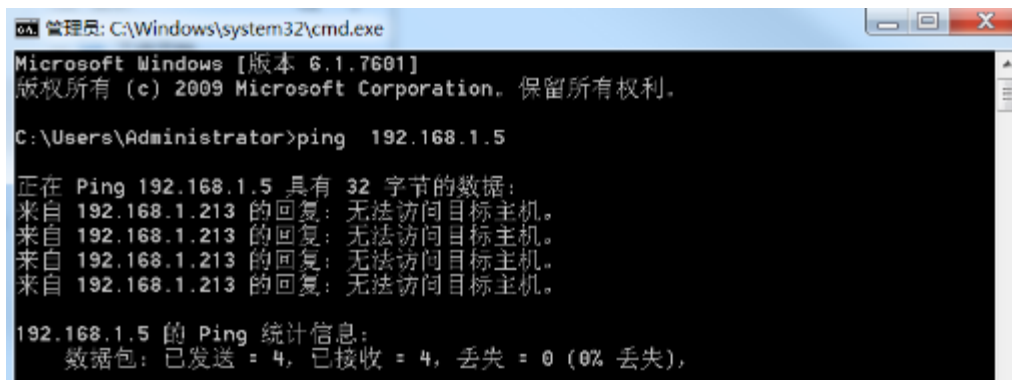 管理员: C:\Windows\system32\cmd.exe
Microsoft Windows [版本 6.1.7601]
版权所有 (c) 2009 Microsoft Corporation。保留所有权利。
C:\Users\Administrator>ping  192.168.1.5
正在 Ping 192.168.1.5 具有 32 字节的数据:
来自 192.168.1.213 的回复: 无法访问目标主机。
来自 192.168.1.213 的回复: 无法访问目标主机。
来自 192.168.1.213 的回复: 无法访问目标主机。
来自 192.168.1.213 的回复: 无法访问目标主机。
192.168.1.5 的 Ping 统计信息:
数据包: 已发送 = 4，已接收 = 4，丢失 = 0 (0% 丢失)，